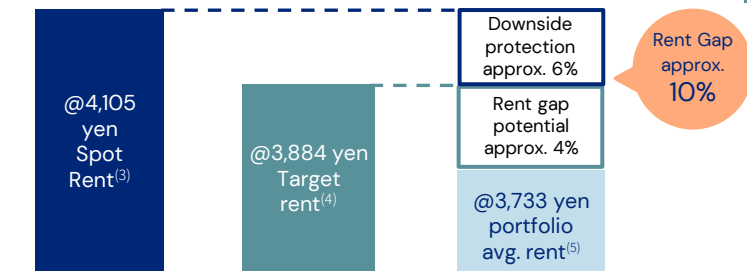 @4,105
yen
Spot
Rent(3)
@3,884 yen
Target
rent(4)
Downside
protection
approx. 6%
Rent gap
potential
approx. 4%
@3,733 yen
portfolio
avg. rent(5)
Rent Gap
approx.
10%